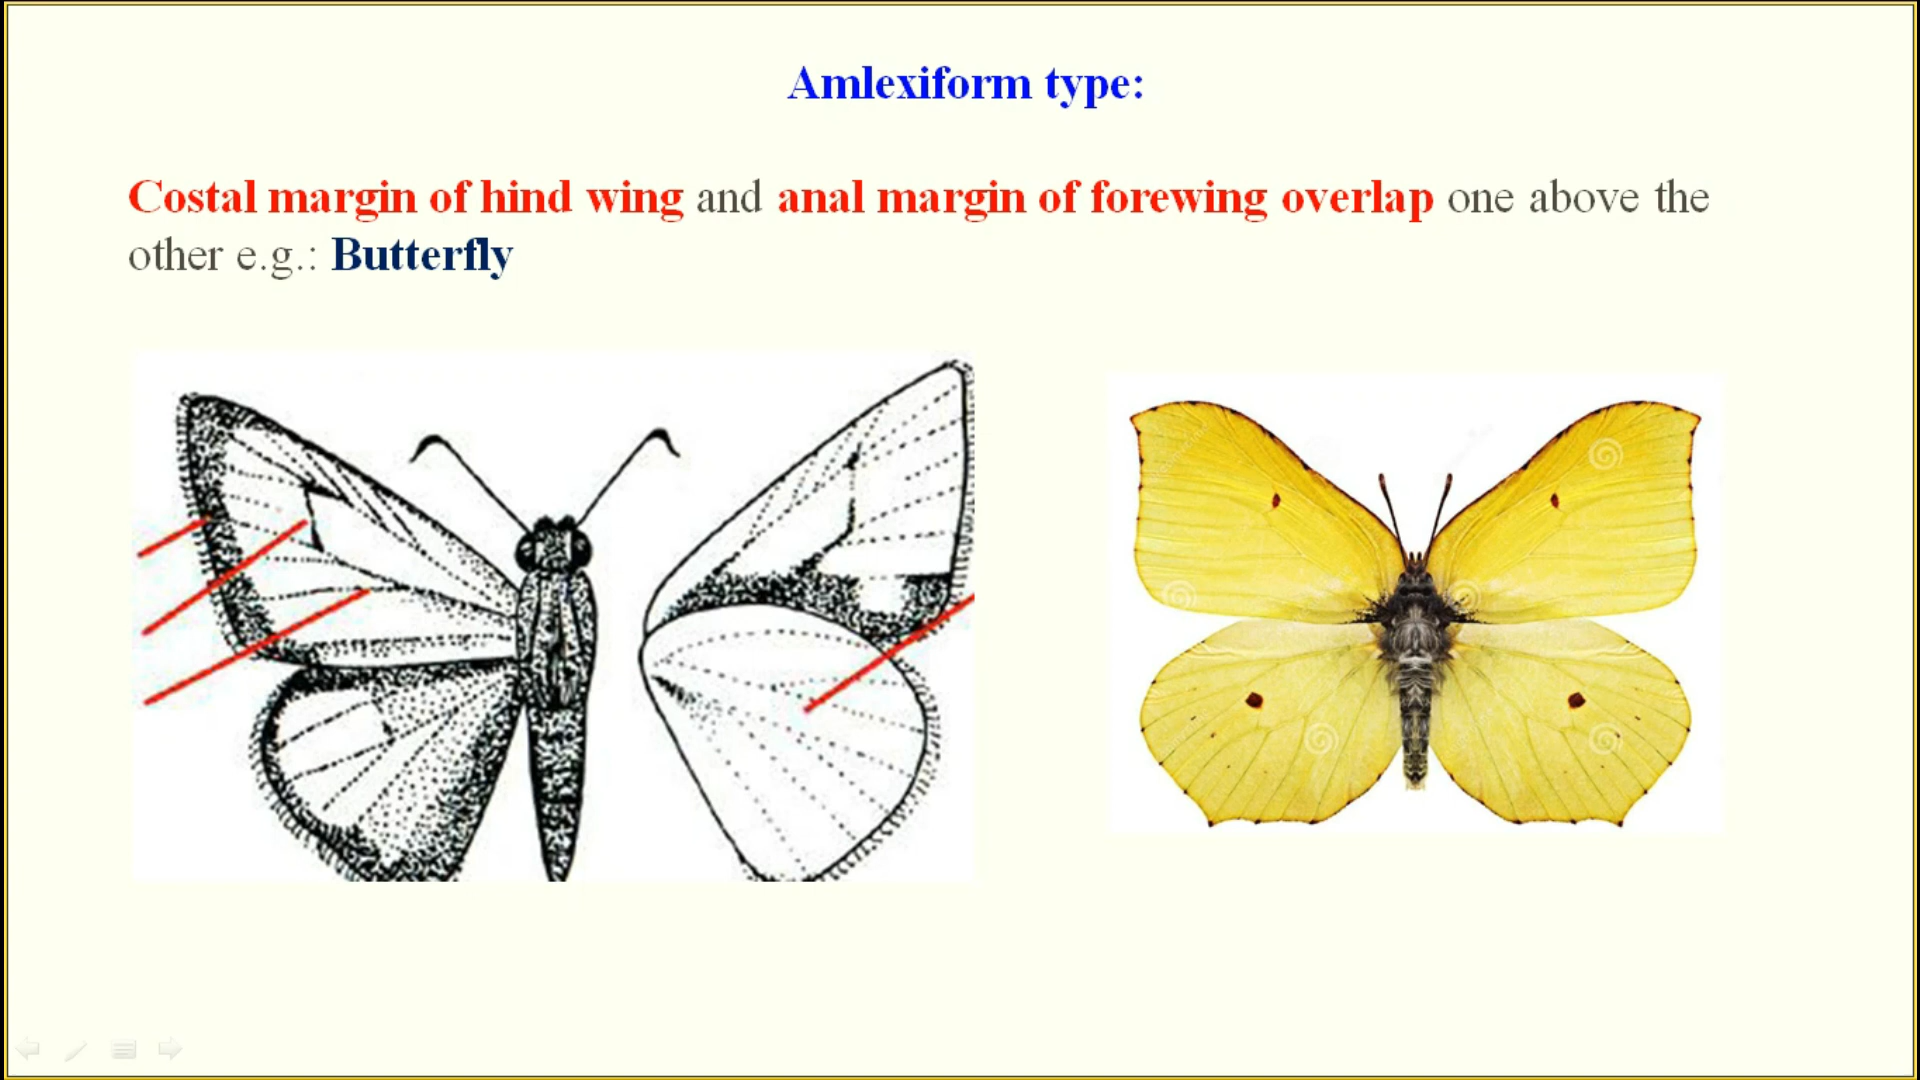 Amlexiform type:
Costal margin of hind wing and anal margin of forewing overlap one above the
other e.g.: Butterfly